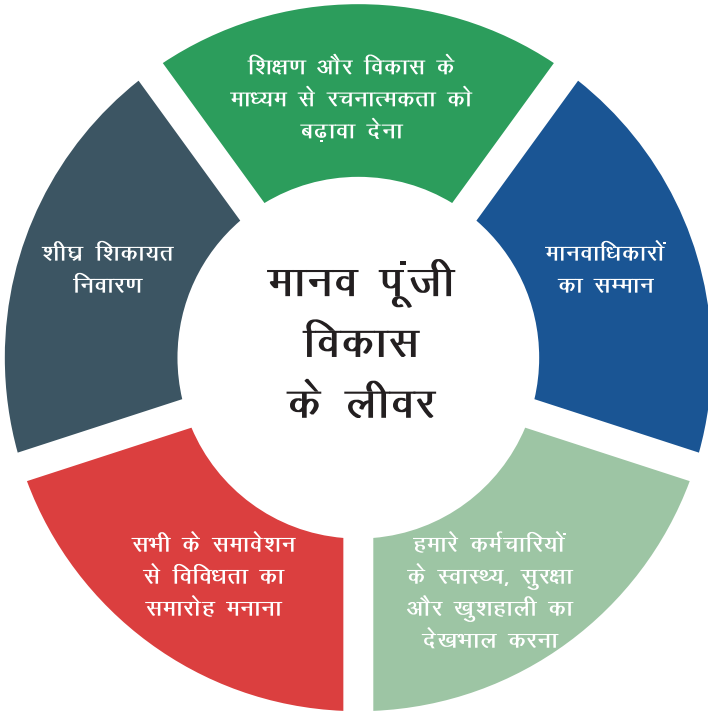 शिक्षण और विकास के
माध्यम से रचनात्मकता को
बढ़ावा देना
मानवाधिकारों
का सम्मान
हमारे कर्मचारियों
के स्वास्थ्य, सुरक्षा
और खुशहाली का
देखभाल करना
सभी के समावेशन
से विविधता का
समारोह मनाना
शीघ्र शिकायत
निवारण
मानव पूंजी
विकास
के लीवर